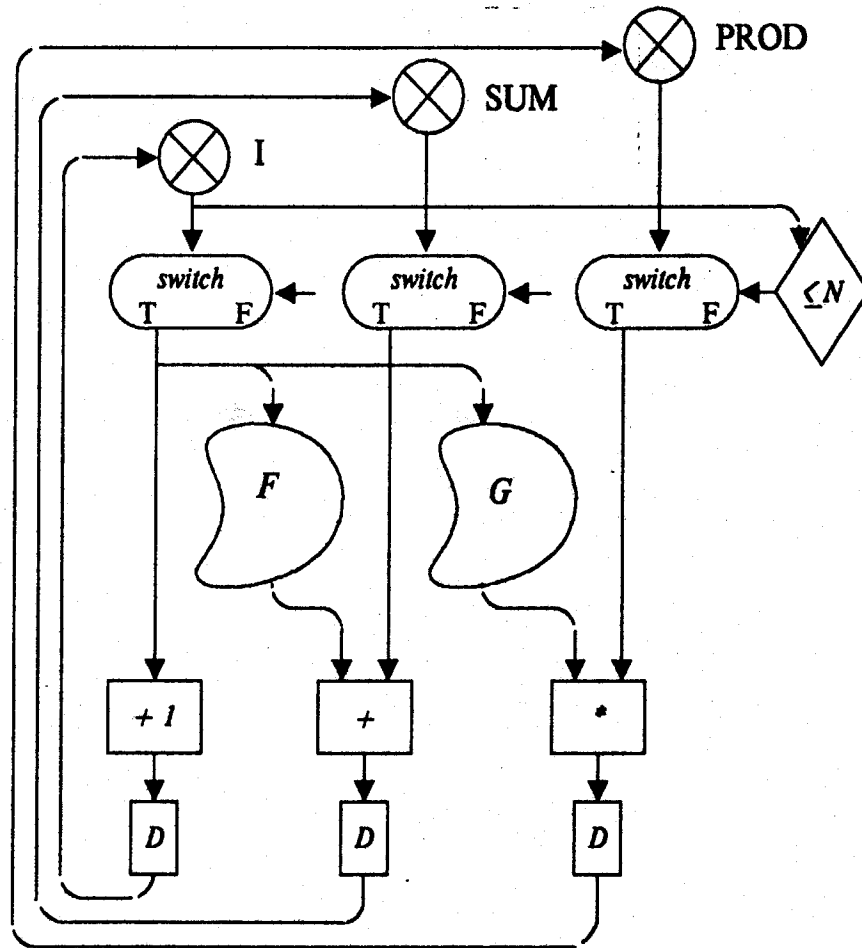 PROD
SUM
I
switch
T F
switch
T F
switch
T F
≤N
F
G
+ 1
+
*
D
D
D